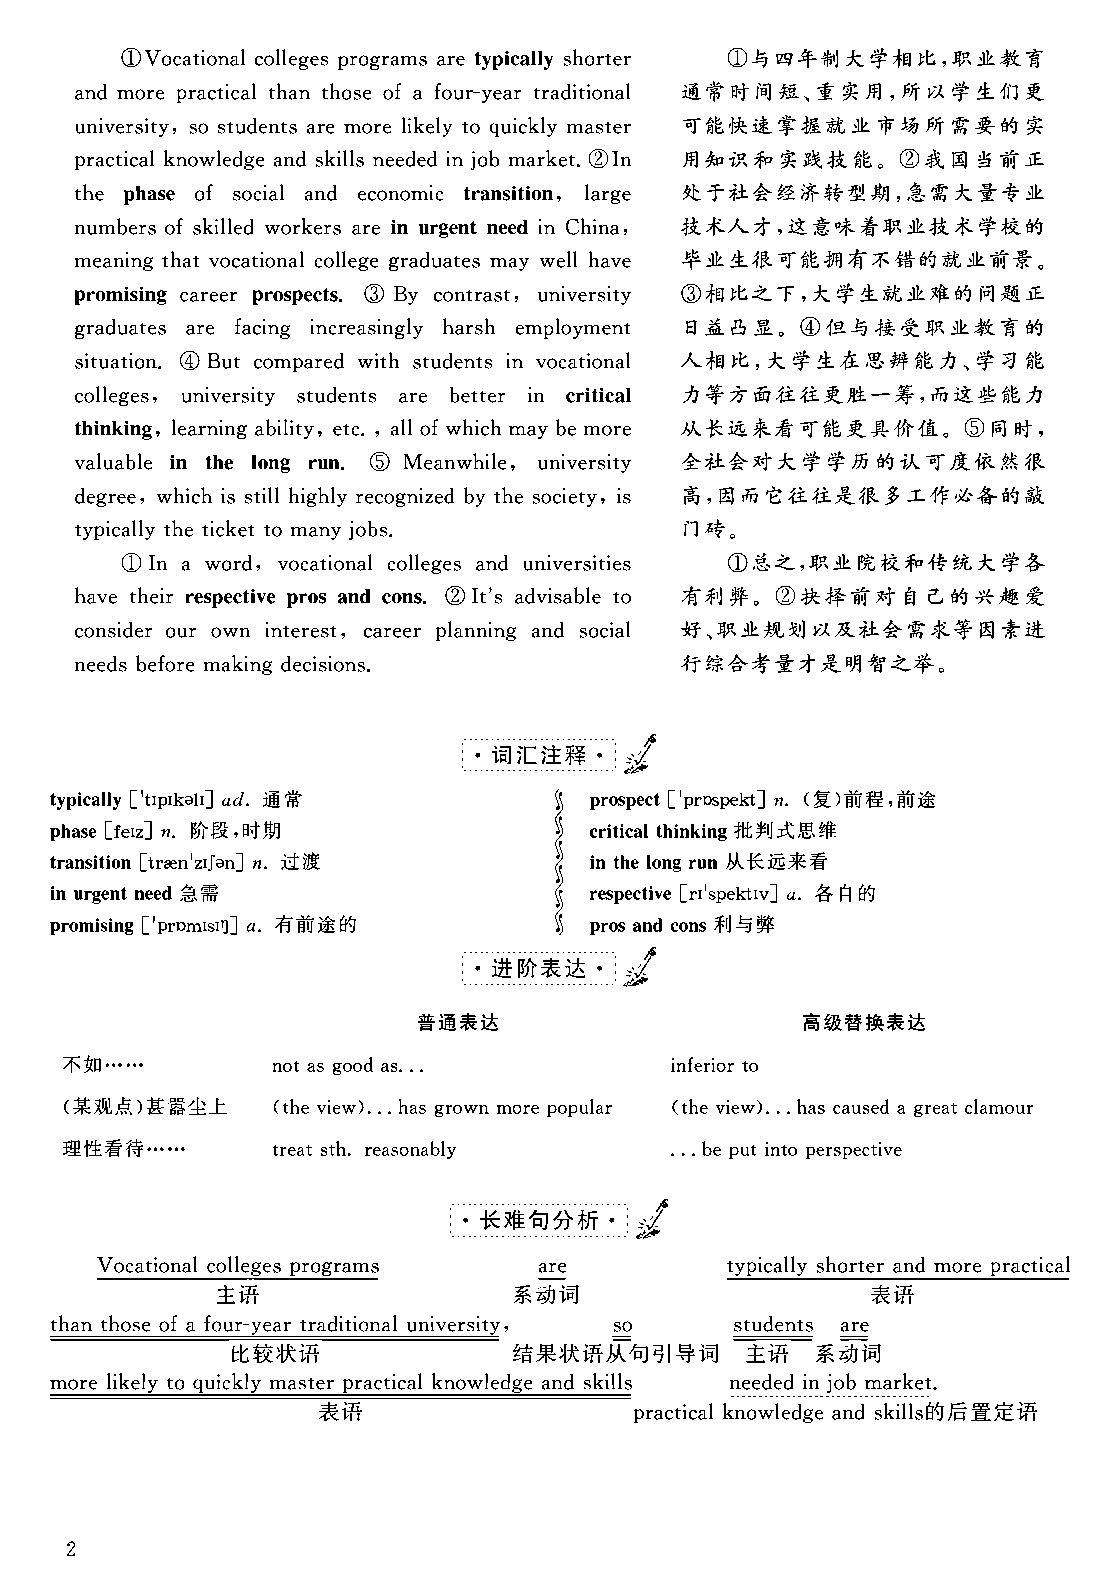 ①Vocational colleges programs are typically shorter
and more practical than those of a four-year traditional
university, so students are more likely to quickly master
practical knowledge and skills needed in job market. ②In
the phase of social and economic transition, large
numbers of skilled workers are in urgent need in China,
meaning that vocational college graduates may well have
promising career prospects. ③ By contrast, university
graduates are facing increasingly harsh employment
situation. ④ But compared with students in vocational
colleges, university students are better in critical
thinking, learning ability, etc. , all of which may be more
valuable in the long run. ⑤ Meanwhile, university
degree, which is still highly recognized by the society, is
typically the ticket to many jobs.
① In a word, vocational colleges and universities
have their respective pros and cons. ② It's advisable to
consider our own interest, career planning and social
needs before making decisions.
①与四年制大学相比,职业教育
通常时间短、重实用,所以学生们更
可能快速掌握就业市场所需要的实
用知识和实践技能。②我国当前正
处于社会经济转型期,急需大量专业
技术人才,这意味着职业技术学校的
毕业生很可能拥有不错的就业前景。
③相比之下,大学生就业难的问题正
日益凸显。④但与接受职业教育的
人相比,大学生在思辨能力、学习能
力等方面往往更胜一筹,而这些能力
从长远来看可能更具价值。⑤同时,
全社会对大学学历的认可度依然很
高,因而它往往是很多工作必备的敲
门砖。
①总之,职业院校和传统大学各
有利弊。②抉择前对自己的兴趣爱
好、职业规划以及社会需求等因素进
行综合考量才是明智之举。
·词汇注释·
typically [ˈtɪpɪkəlɪ] ad. 通常
phase [feɪz] n. 阶段,时期
transition [trænˈzɪʃən] n. 过渡
in urgent need 急需
promising [ˈprɒmɪsɪŋ] a. 有前途的
prospect [ˈprɒspekt] n. (复)前程,前途
critical thinking 批判式思维
in the long run 从长远来看
respective [rɪˈspektɪv] a. 各自的
pros and cons 利与弊
·进阶表达·
普通表达 高级替换表达
不如…… not as good as... inferior to
(某观点)甚嚣尘上 (the view)...has grown more popular (the view)...has caused a great clamour
理性看待…… treat sth. reasonably ...be put into perspective
·长难句分析·
Vocational colleges programs are typically shorter and more practical
主语 系动词 表语
than those of a four-year traditional university, so students are
比较状语 结果状语从句引导词 主语 系动词
more likely to quickly master practical knowledge and skills needed in job market.
表语 practical knowledge and skills的后置定语
2